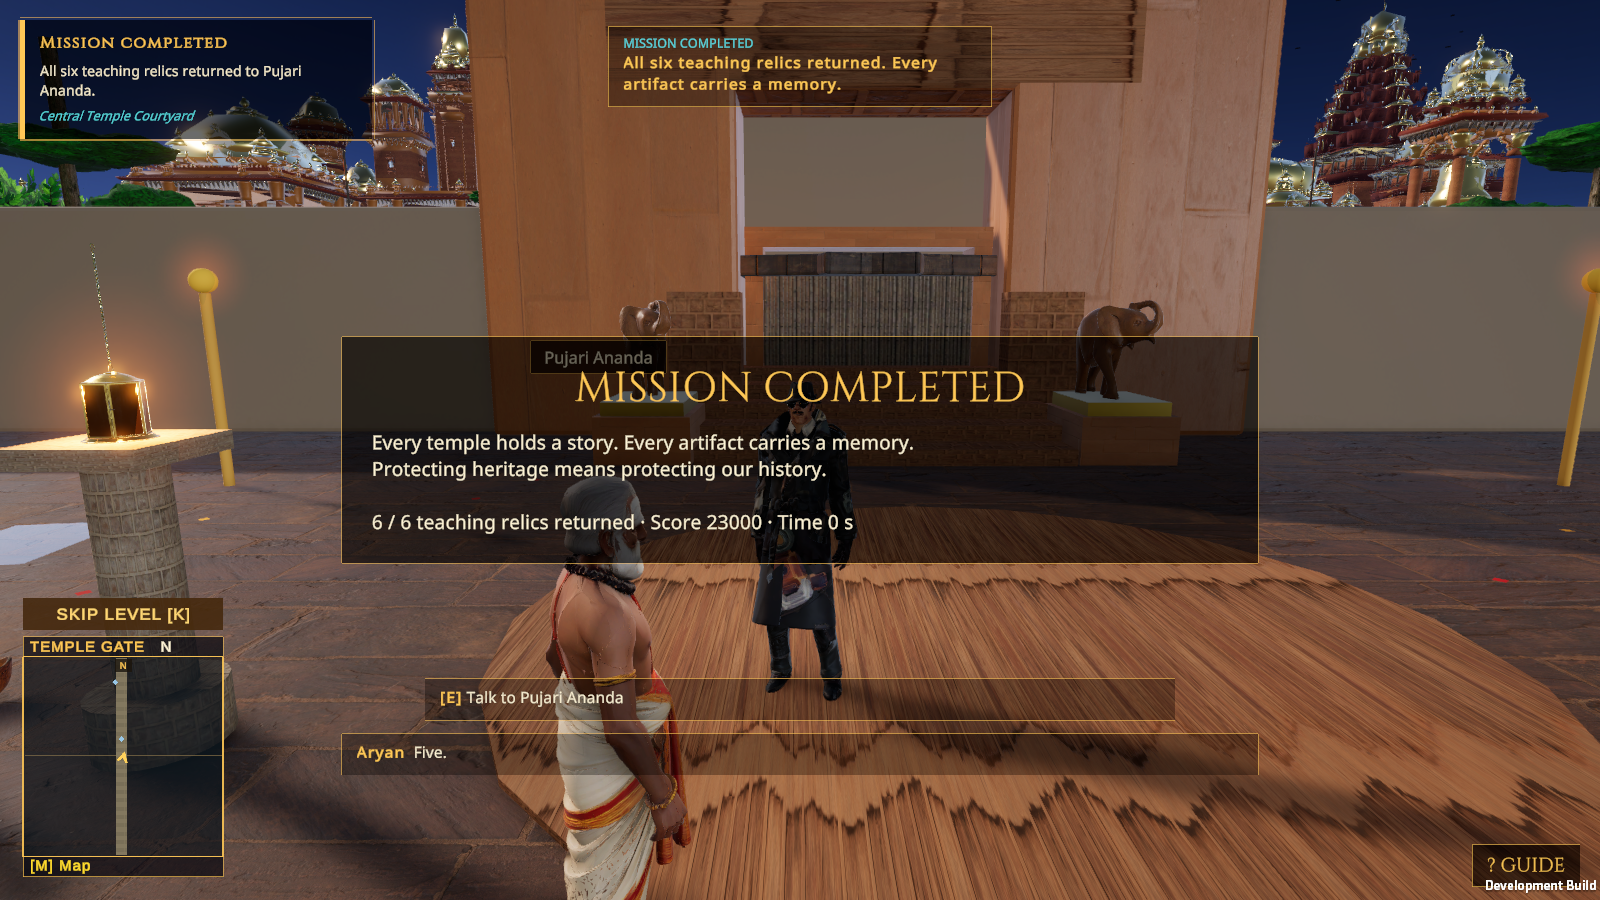 MISSION COMPLETED
All six teaching relics returned to Pujari
Ananda.
Central Temple Courtyard
MISSION COMPLETED
All six teaching relics returned. Every
artifact carries a memory.
Pujari Ananda
MISSION COMPLETED
Every temple holds a story. Every artifact carries a memory.
Protecting heritage means protecting our history.
6 / 6 teaching relics returned · Score 23000 · Time 0 s
SKIP LEVEL [K]
TEMPLE GATE N
N
[M] Map
[E] Talk to Pujari Ananda
Aryan Five.
? GUIDE
Development Build